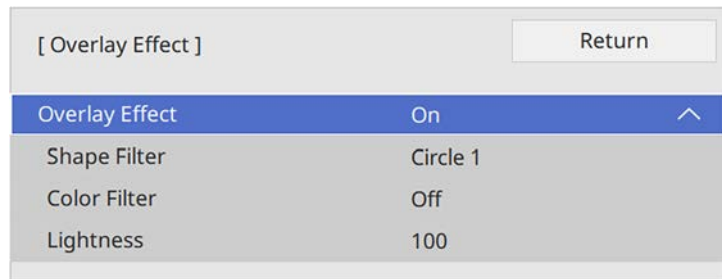 [ Overlay Effect ] Return
Overlay Effect On
Shape Filter Circle 1
Color Filter Off
Lightness 100